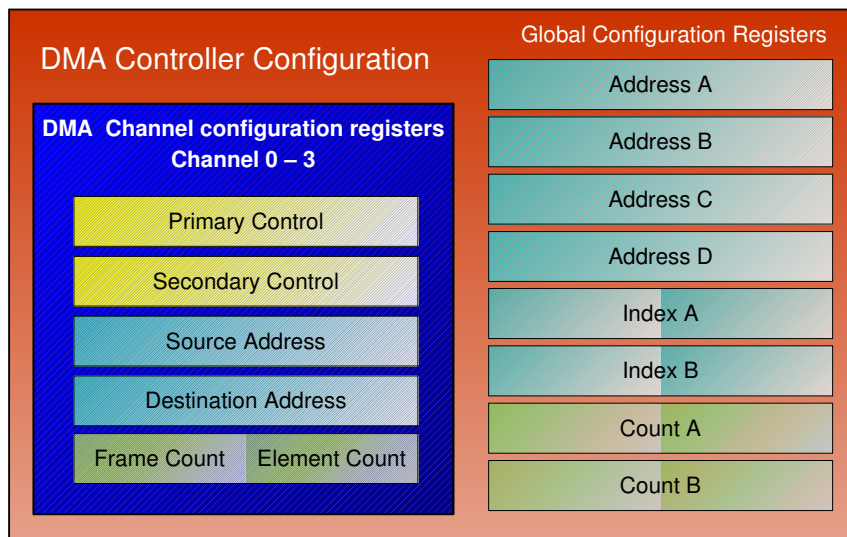 DMA Controller Configuration
DMA Channel configuration registers
Channel 0 – 3
Primary Control
Secondary Control
Source Address
Destination Address
Frame Count Element Count
Global Configuration Registers
Address A
Address B
Address C
Address D
Index A
Index B
Count A
Count B